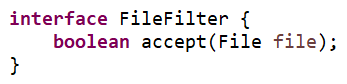 interface FileFilter {
    boolean accept(File file);
}